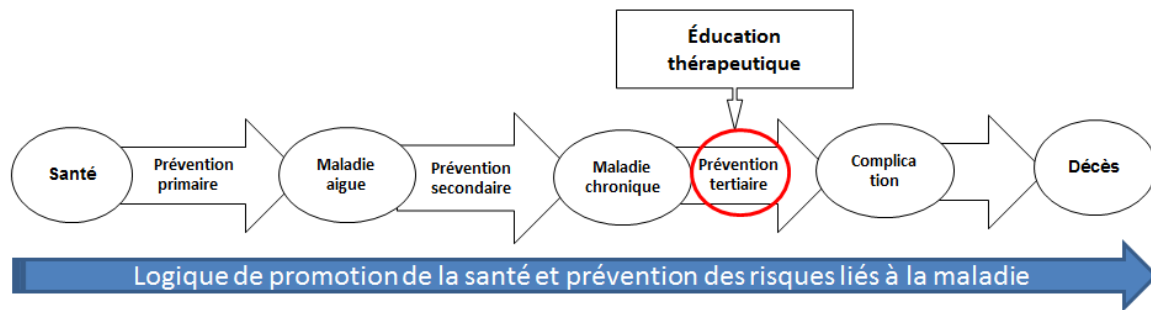 Éducation
thérapeutique
Santé
Prévention
primaire
Maladie
aigue
Prévention
secondaire
Maladie
chronique
Prévention
tertiaire
Complica
tion
Décès
Logique de promotion de la santé et prévention des risques liés à la maladie